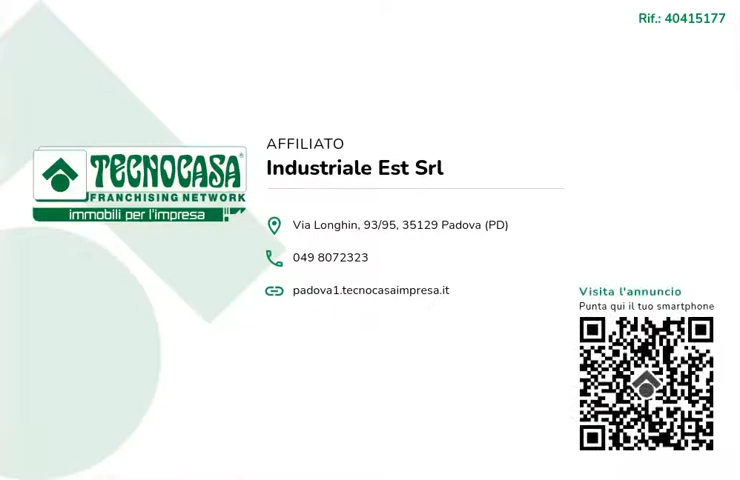 Rif.: 40415177
AFFILIATO
Industriale Est Srl
TECNOCASA®
FRANCHISING NETWORK
immobili per l'impresa
Via Longhin, 93/95, 35129 Padova (PD)
049 8072323
padova1.tecnocasaimpresa.it
Visita l'annuncio
Punta qui il tuo smartphone